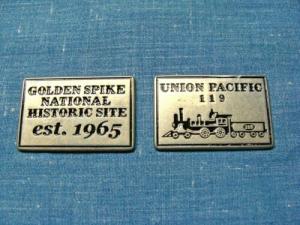 GOLDEN SPIKE
NATIONAL
HISTORIC SITE
est. 1965
UNION PACIFIC
119